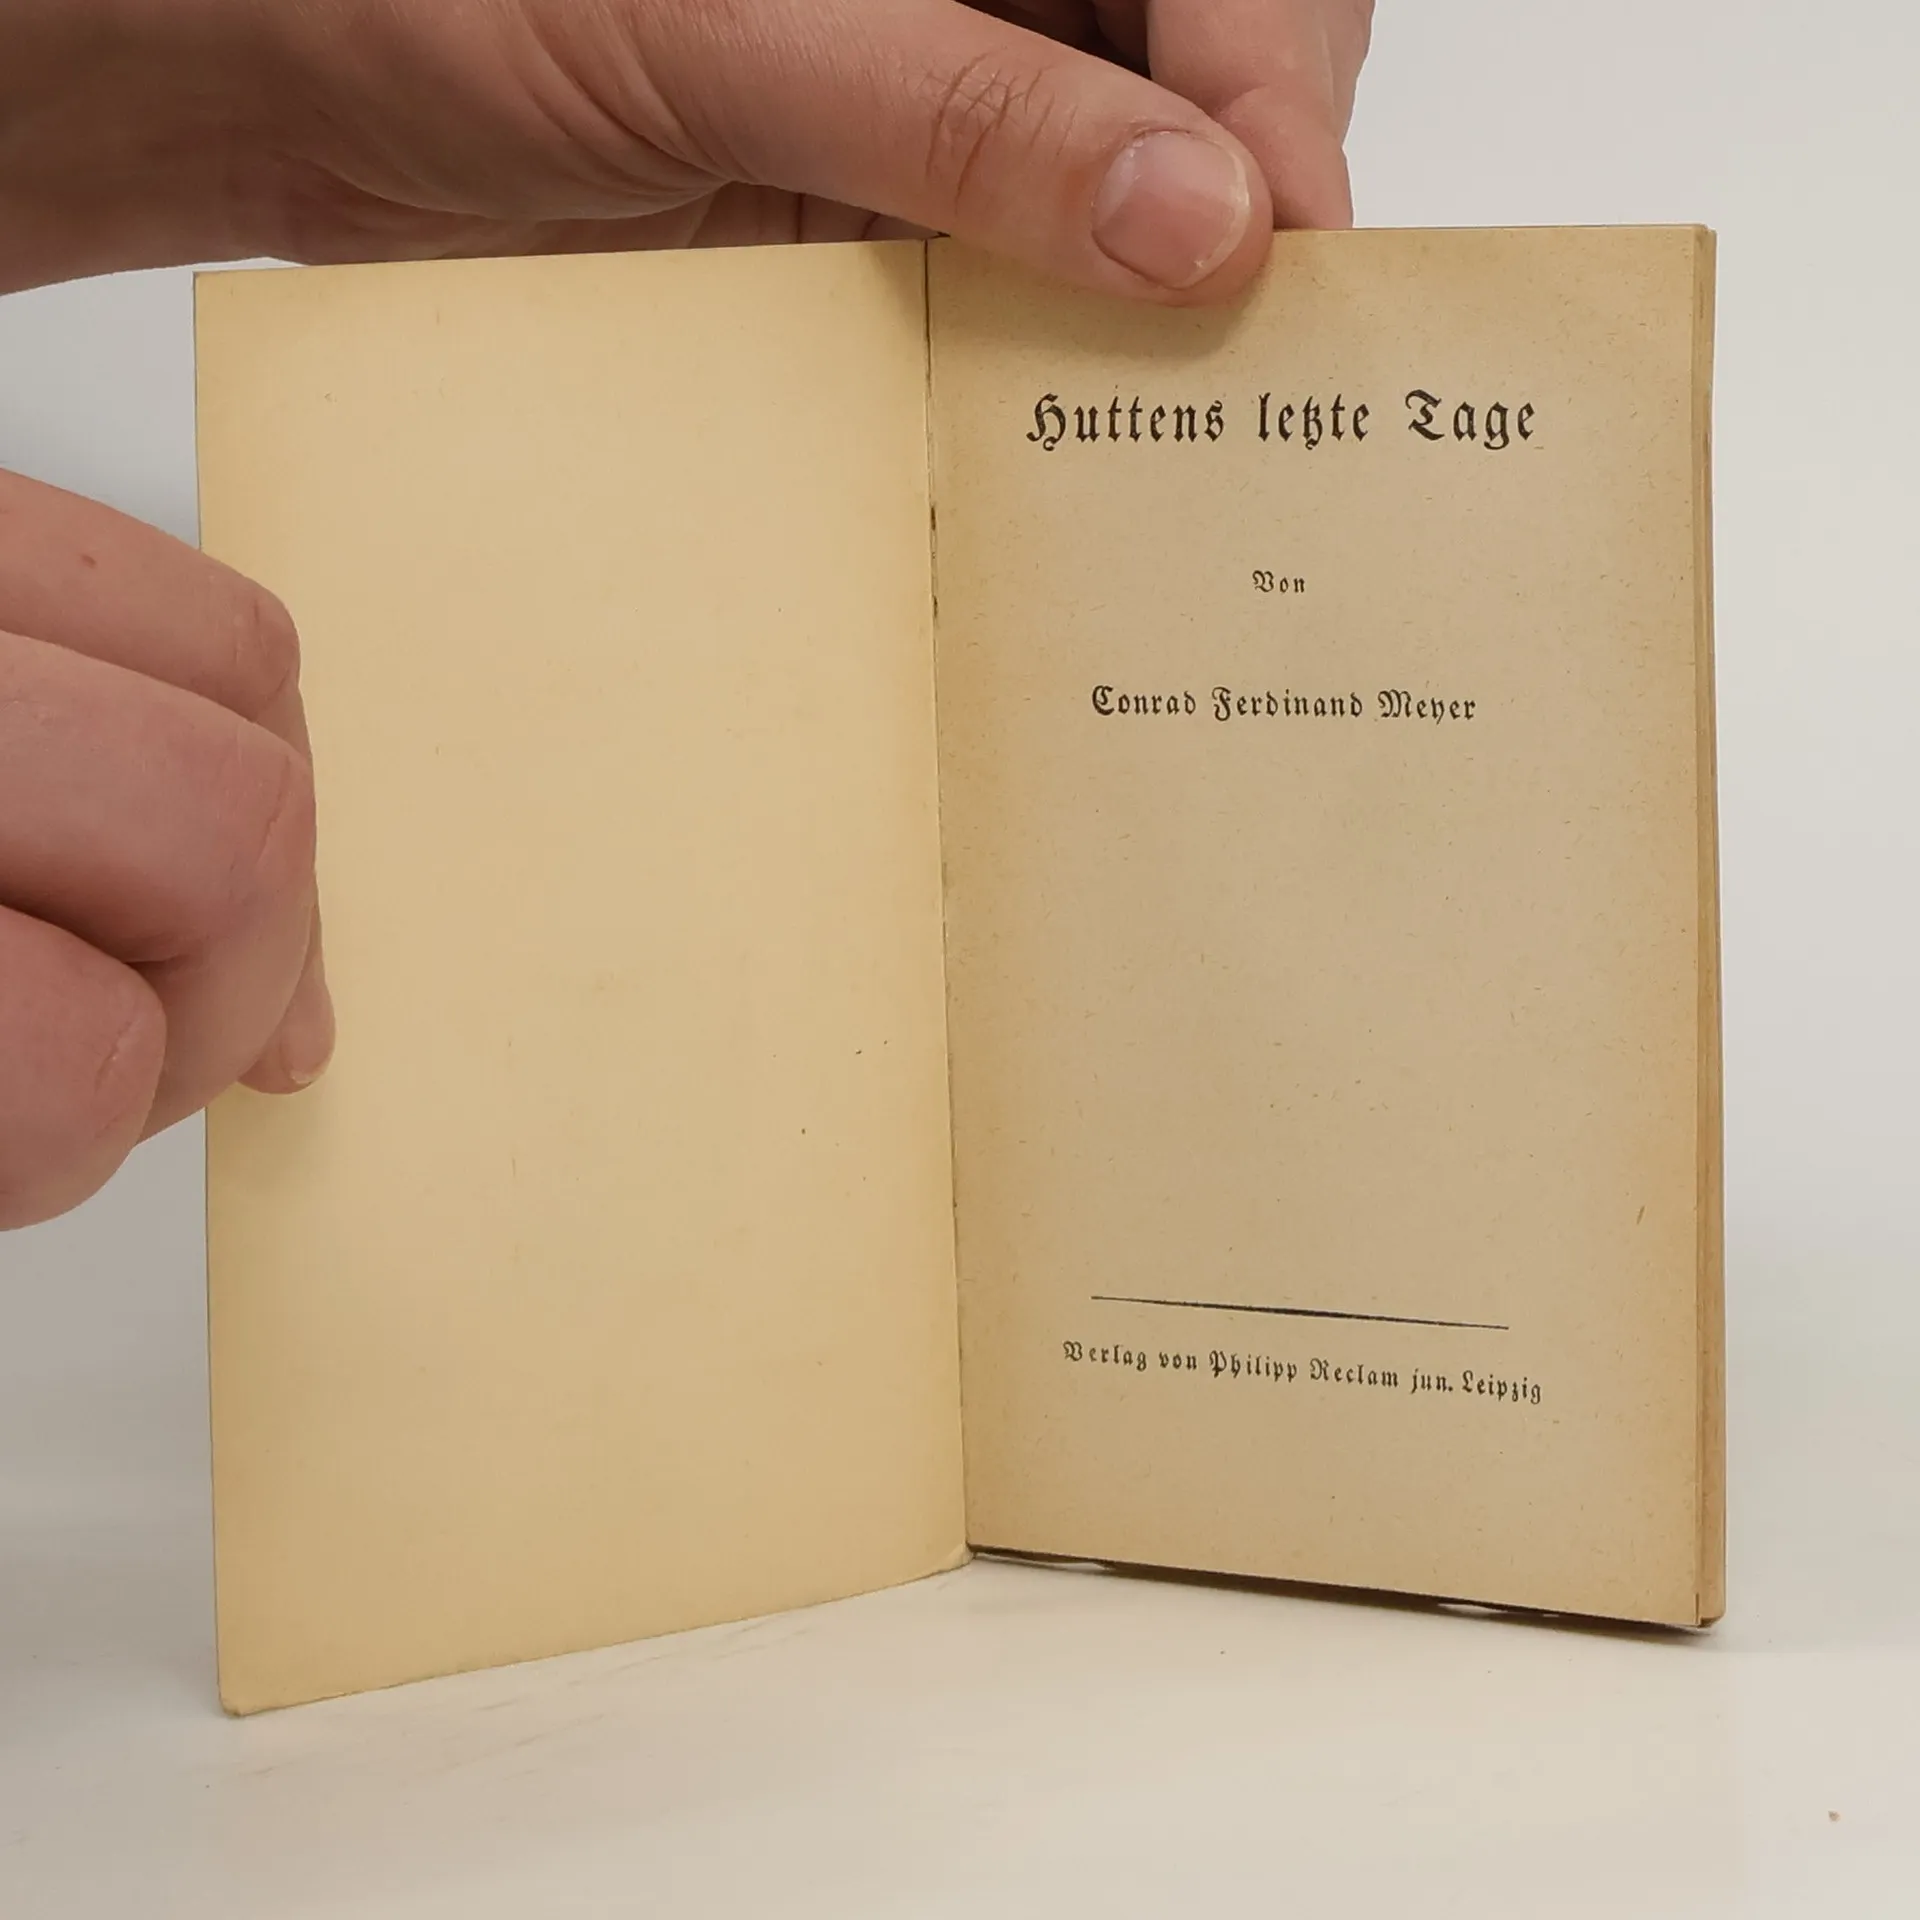 Huttens letzte Tage
Von
Conrad Ferdinand Meyer
Verlag von Philipp Reclam jun. Leipzig